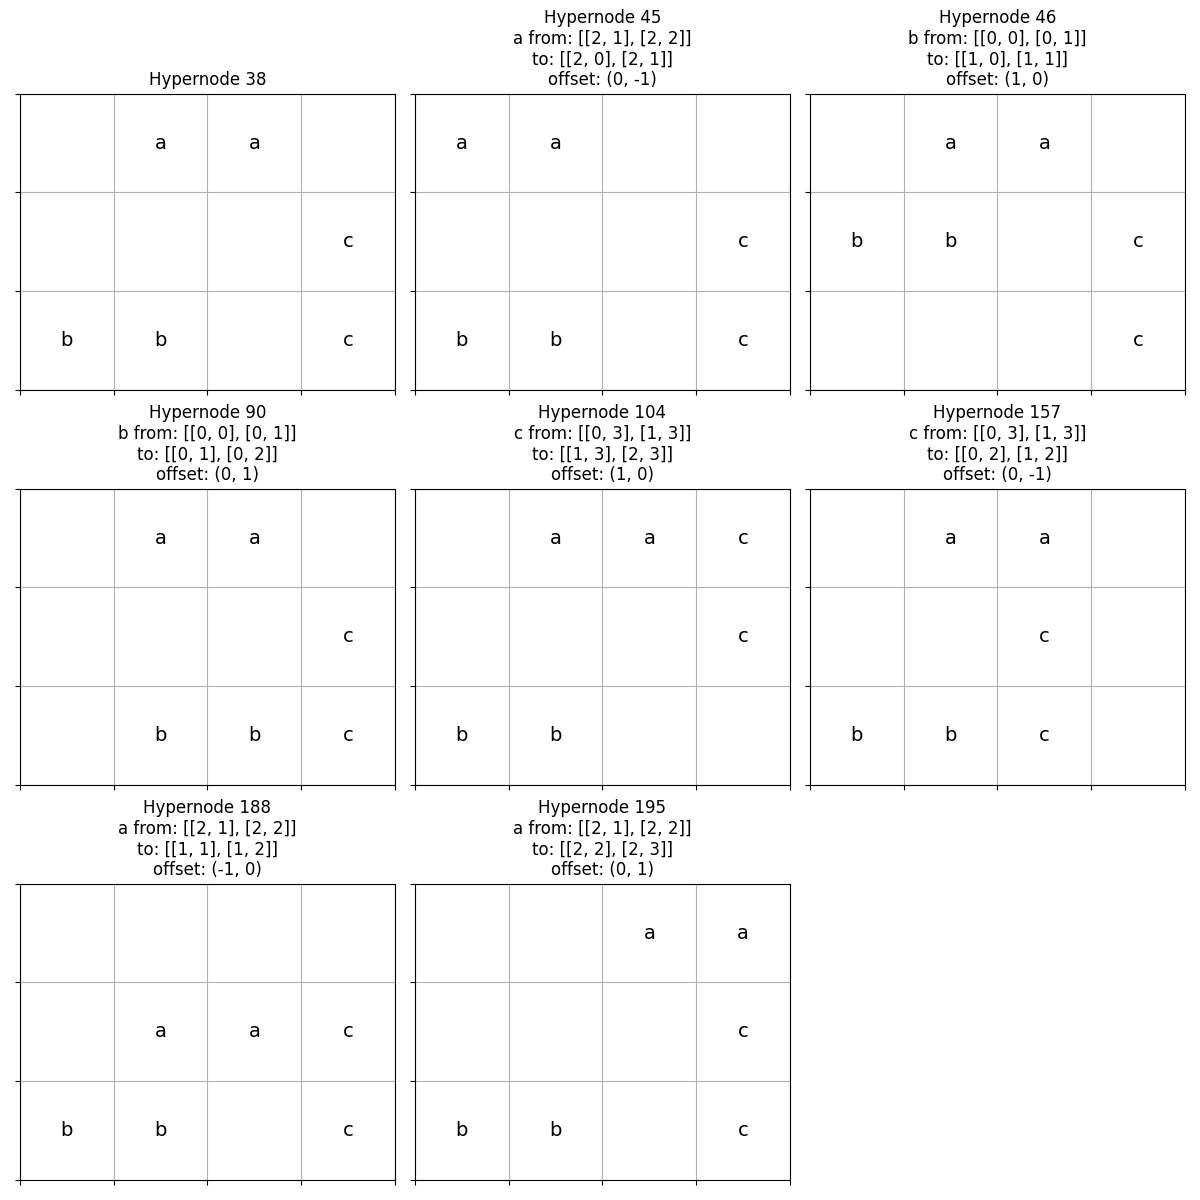 Hypernode 38
a a
c
b b c
Hypernode 45
a from: [[2, 1], [2, 2]]
to: [[2, 0], [2, 1]]
offset: (0, -1)
a a
c
b b c
Hypernode 46
b from: [[0, 0], [0, 1]]
to: [[1, 0], [1, 1]]
offset: (1, 0)
a a
b b c
c
Hypernode 90
b from: [[0, 0], [0, 1]]
to: [[0, 1], [0, 2]]
offset: (0, 1)
a a
c
b b c
Hypernode 104
c from: [[0, 3], [1, 3]]
to: [[1, 3], [2, 3]]
offset: (1, 0)
a a c
c
b b
Hypernode 157
c from: [[0, 3], [1, 3]]
to: [[0, 2], [1, 2]]
offset: (0, -1)
a a
c
b b c
Hypernode 188
a from: [[2, 1], [2, 2]]
to: [[1, 1], [1, 2]]
offset: (-1, 0)
a a c
b b c
Hypernode 195
a from: [[2, 1], [2, 2]]
to: [[2, 2], [2, 3]]
offset: (0, 1)
a a
c
b b c